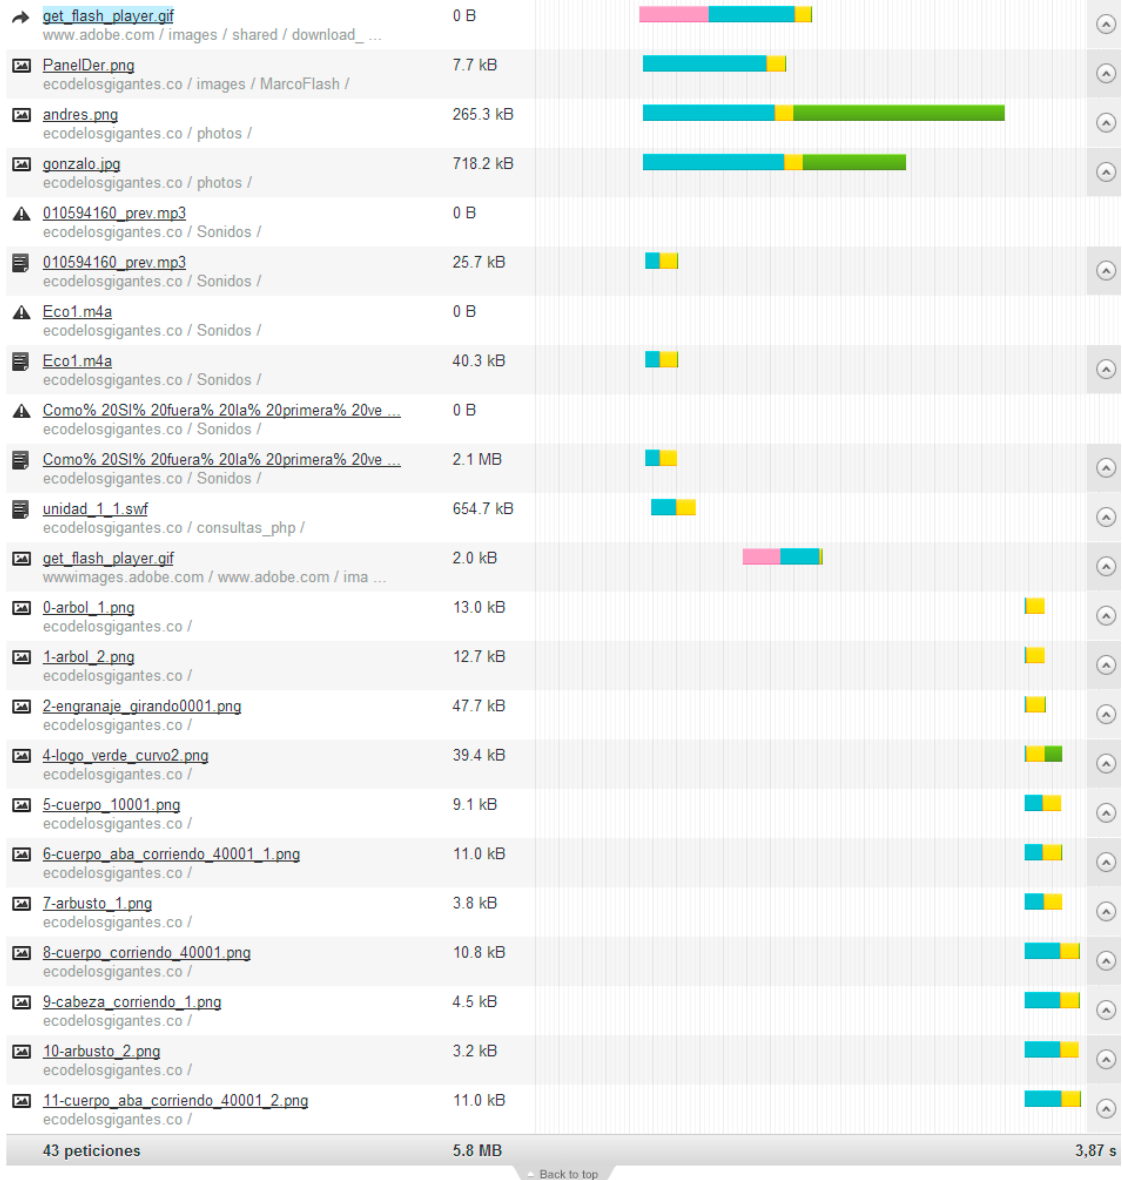 get_flash_player.gif 0 B
www.adobe.com / images / shared / download_ ...
PanelDer.png 7.7 kB
ecodelosgigantes.co / images / MarcoFlash /
andres.png 265.3 kB
ecodelosgigantes.co / photos /
gonzalo.jpg 718.2 kB
ecodelosgigantes.co / photos /
010594160_prev.mp3 0 B
ecodelosgigantes.co / Sonidos /
010594160_prev.mp3 25.7 kB
ecodelosgigantes.co / Sonidos /
Eco1.m4a 0 B
ecodelosgigantes.co / Sonidos /
Eco1.m4a 40.3 kB
ecodelosgigantes.co / Sonidos /
Como% 20SI% 20fuera% 20la% 20primera% 20ve ... 0 B
ecodelosgigantes.co / Sonidos /
Como% 20SI% 20fuera% 20la% 20primera% 20ve ... 2.1 MB
ecodelosgigantes.co / Sonidos /
unidad_1_1.swf 654.7 kB
ecodelosgigantes.co / consultas_php /
get_flash_player.gif 2.0 kB
wwwimages.adobe.com / www.adobe.com / ima ...
0-arbol_1.png 13.0 kB
ecodelosgigantes.co /
1-arbol_2.png 12.7 kB
ecodelosgigantes.co /
2-engranaje_girando0001.png 47.7 kB
ecodelosgigantes.co /
4-logo_verde_curvo2.png 39.4 kB
ecodelosgigantes.co /
5-cuerpo_10001.png 9.1 kB
ecodelosgigantes.co /
6-cuerpo_aba_corriendo_40001_1.png 11.0 kB
ecodelosgigantes.co /
7-arbusto_1.png 3.8 kB
ecodelosgigantes.co /
8-cuerpo_corriendo_40001.png 10.8 kB
ecodelosgigantes.co /
9-cabeza_corriendo_1.png 4.5 kB
ecodelosgigantes.co /
10-arbusto_2.png 3.2 kB
ecodelosgigantes.co /
11-cuerpo_aba_corriendo_40001_2.png 11.0 kB
ecodelosgigantes.co /
43 peticiones 5.8 MB 3,87 s
Back to top